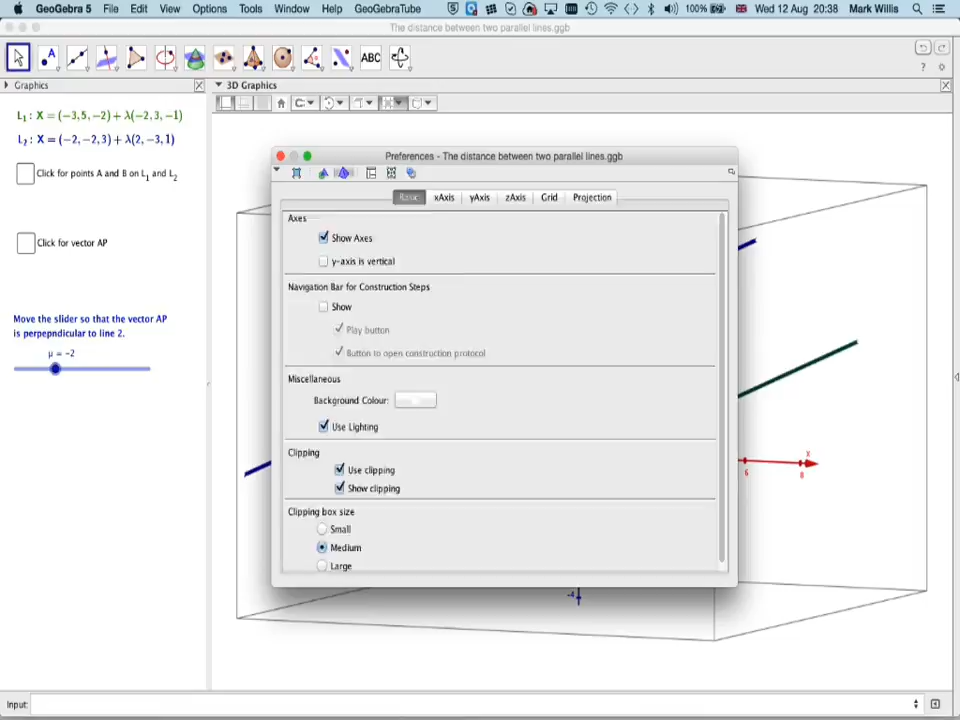 GeoGebra 5 File Edit View Options Tools Window Help GeoGebraTube 100% Wed 12 Aug 20:38 Mark Willis
The distance between two parallel lines.ggb
A ABC
?
Graphics
3D Graphics
L₁ : X = (−3, 5, −2) + λ(−2, 3, −1)
L₂ : X = (−2, −2, 3) + λ(2, −3, 1)
Click for points A and B on L₁ and L₂
Click for vector AP
Move the slider so that the vector AP
is perpepndicular to line 2.
μ = −2
Preferences - The distance between two parallel lines.ggb
Basic xAxis yAxis zAxis Grid Projection
Axes
Show Axes
y-axis is vertical
Navigation Bar for Construction Steps
Show
Play button
Button to open construction protocol
Miscellaneous
Background Colour:
Use Lighting
Clipping
Use clipping
Show clipping
Clipping box size
Small
Medium
Large
x
6
8
-4
Input: